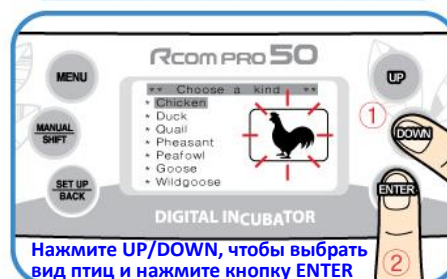 Rcom PRO 50
MENU
UP
** Choose a kind **
* Chicken
* Duck
* Quail
* Pheasant
* Peafowl
* Goose
* Wildgoose
MANUAL
SHIFT
①
DOWN
SET UP
BACK
ENTER
DIGITAL INCUBATOR
②
Нажмите UP/DOWN, чтобы выбрать
вид птиц и нажмите кнопку ENTER